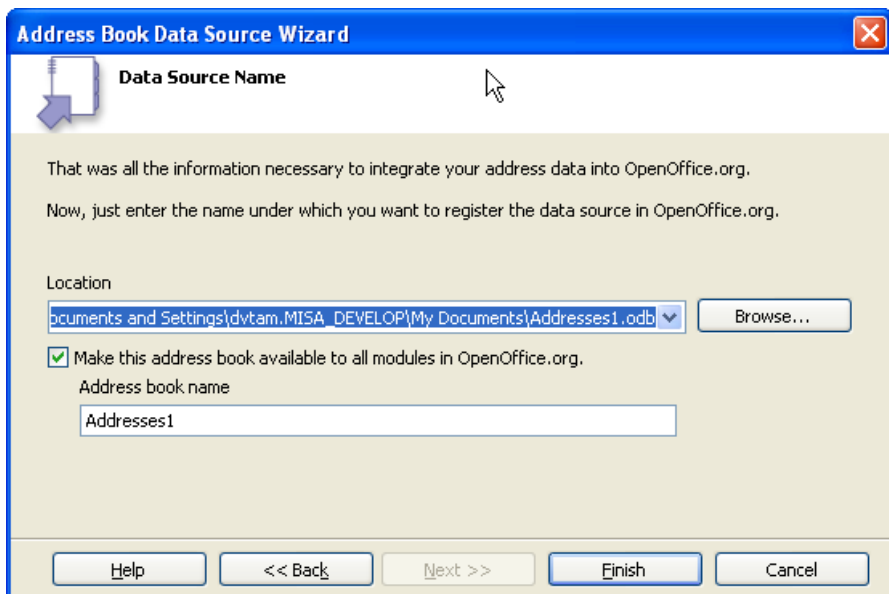 Address Book Data Source Wizard
Data Source Name
That was all the information necessary to integrate your address data into OpenOffice.org.
Now, just enter the name under which you want to register the data source in OpenOffice.org.
Location
ocuments and Settings\dvtam.MISA_DEVELOP\My Documents\Addresses1.odb
Browse...
Make this address book available to all modules in OpenOffice.org.
Address book name
Addresses1
Help << Back Next >> Finish Cancel